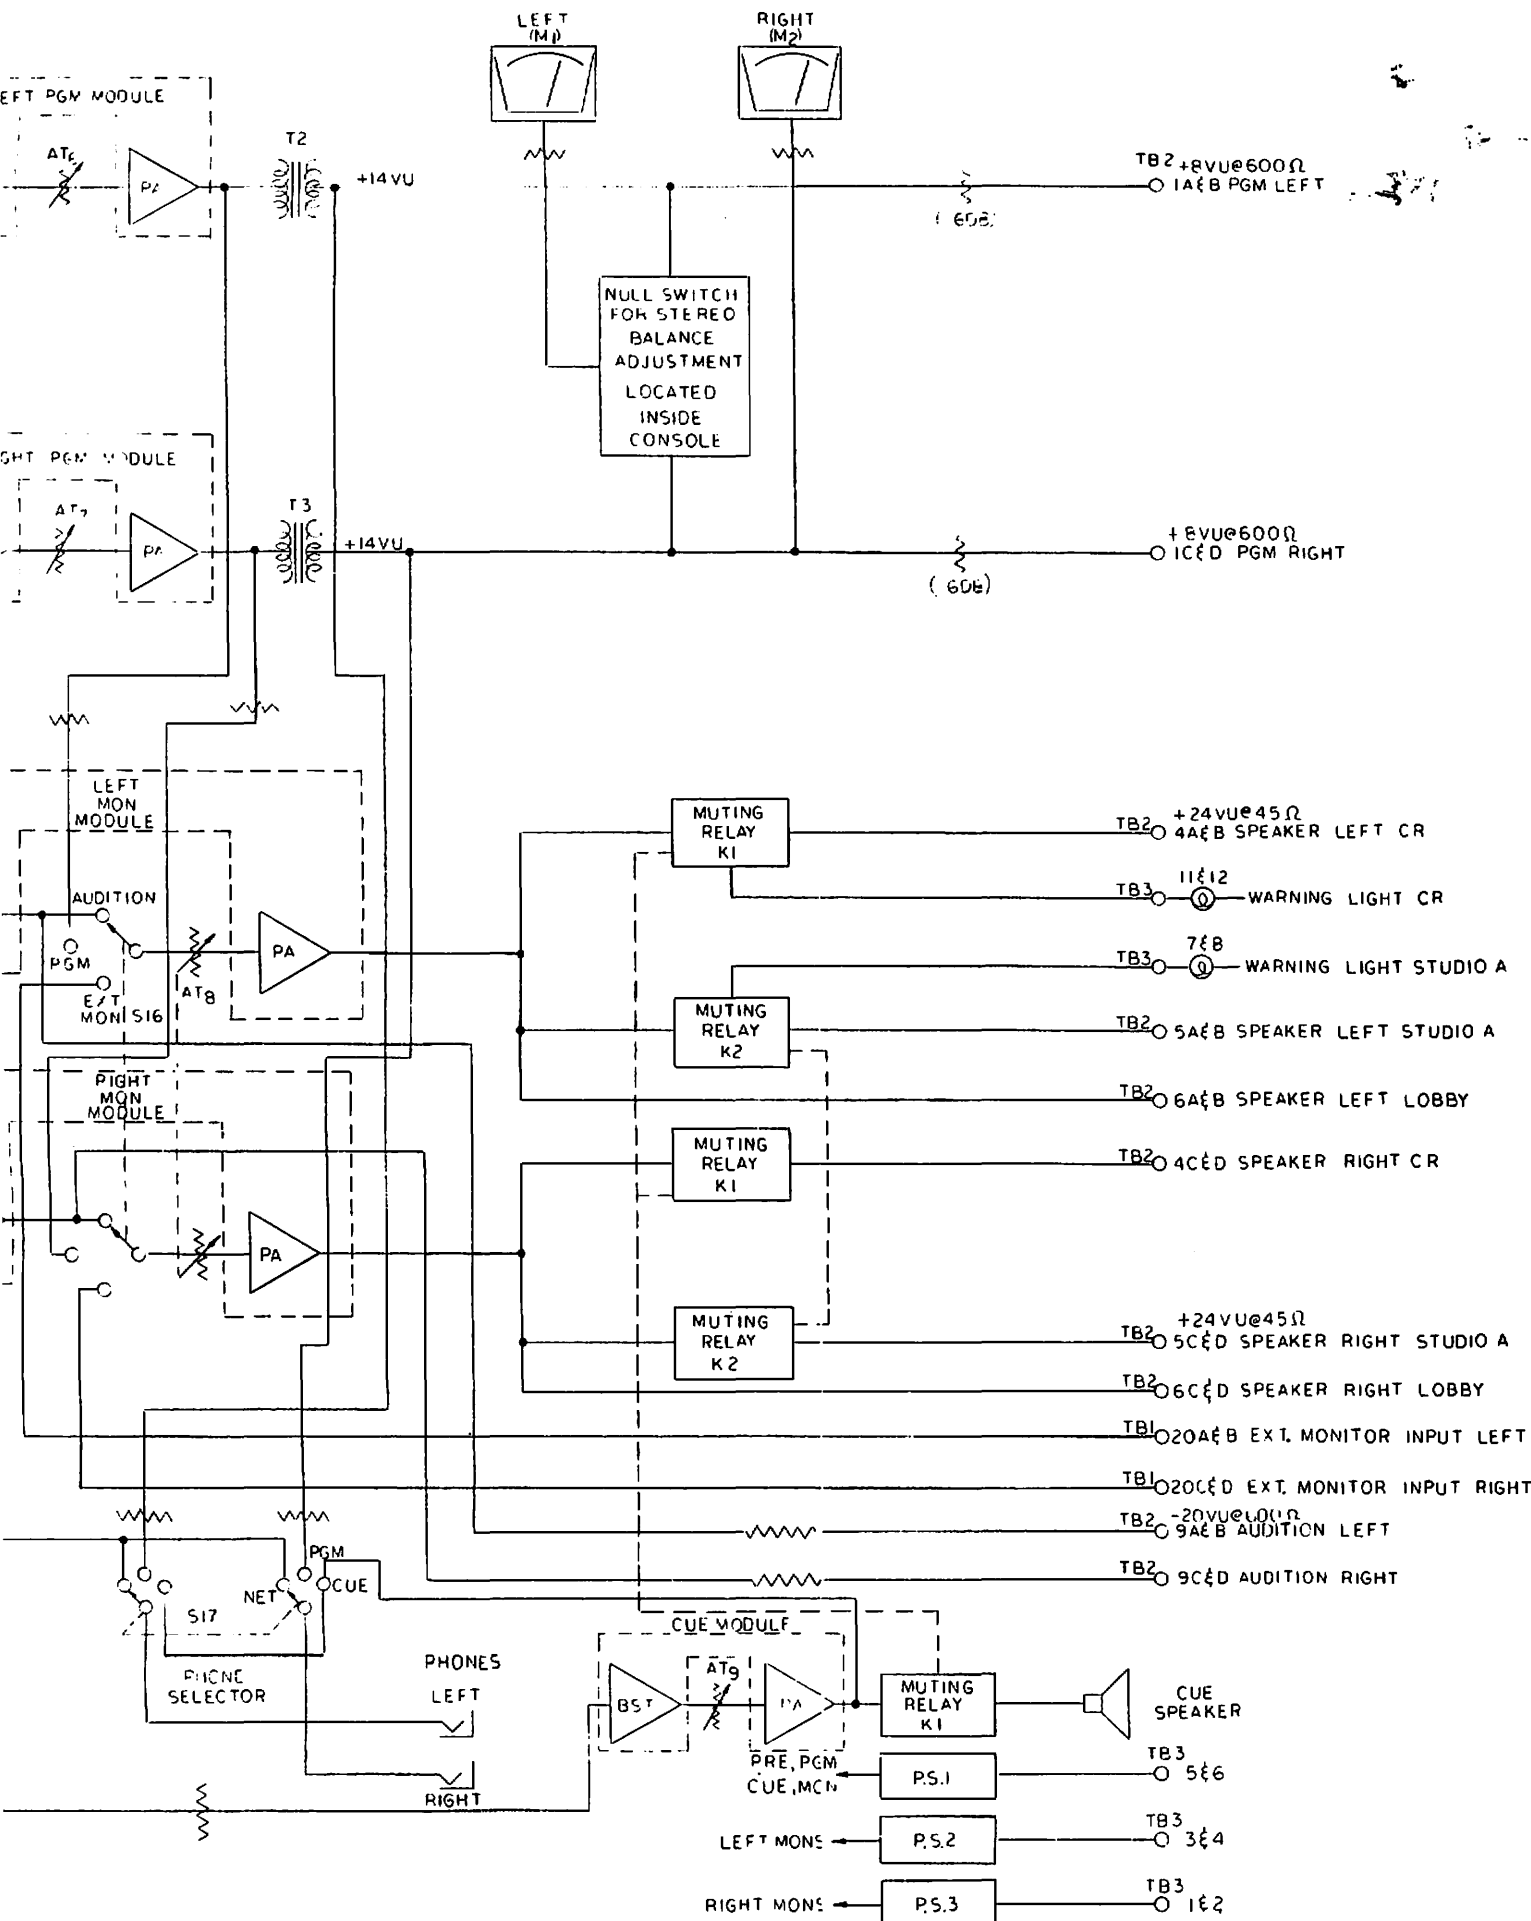 LEFT
(M1)
RIGHT
(M2)
EFT PGM MODULE
AT6
PA
T2
+14VU
TB2 +8VU@600Ω
1A&B PGM LEFT
(6DB)
NULL SWITCH
FOR STEREO
BALANCE
ADJUSTMENT
LOCATED
INSIDE
CONSOLE
GHT PGM MODULE
AT7
PA
T3
+14VU
+8VU@600Ω
1C&D PGM RIGHT
(6DB)
LEFT
MON
MODULE
AUDITION
PGM
EXT
MON S16
AT8
PA
MUTING
RELAY
K1
TB2
+24VU@45Ω
4A&B SPEAKER LEFT CR
TB3
11&12
WARNING LIGHT CR
TB3
7&8
WARNING LIGHT STUDIO A
MUTING
RELAY
K2
TB2
5A&B SPEAKER LEFT STUDIO A
TB2
6A&B SPEAKER LEFT LOBBY
RIGHT
MON
MODULE
PA
MUTING
RELAY
K1
TB2
4C&D SPEAKER RIGHT CR
MUTING
RELAY
K2
+24VU@45Ω
TB2
5C&D SPEAKER RIGHT STUDIO A
TB2
6C&D SPEAKER RIGHT LOBBY
TB1
20A&B EXT. MONITOR INPUT LEFT
TB1
20C&D EXT. MONITOR INPUT RIGHT
-20VU@600Ω
TB2
9A&B AUDITION LEFT
TB2
9C&D AUDITION RIGHT
PGM
NET
CUE
S17
PHONE
SELECTOR
PHONES
LEFT
RIGHT
CUE MODULE
BST
AT9
PA
MUTING
RELAY
K1
CUE
SPEAKER
PRE, PGM
CUE, MON
P.S.1
TB3
5&6
LEFT MONS
P.S.2
TB3
3&4
RIGHT MONS
P.S.3
TB3
1&2